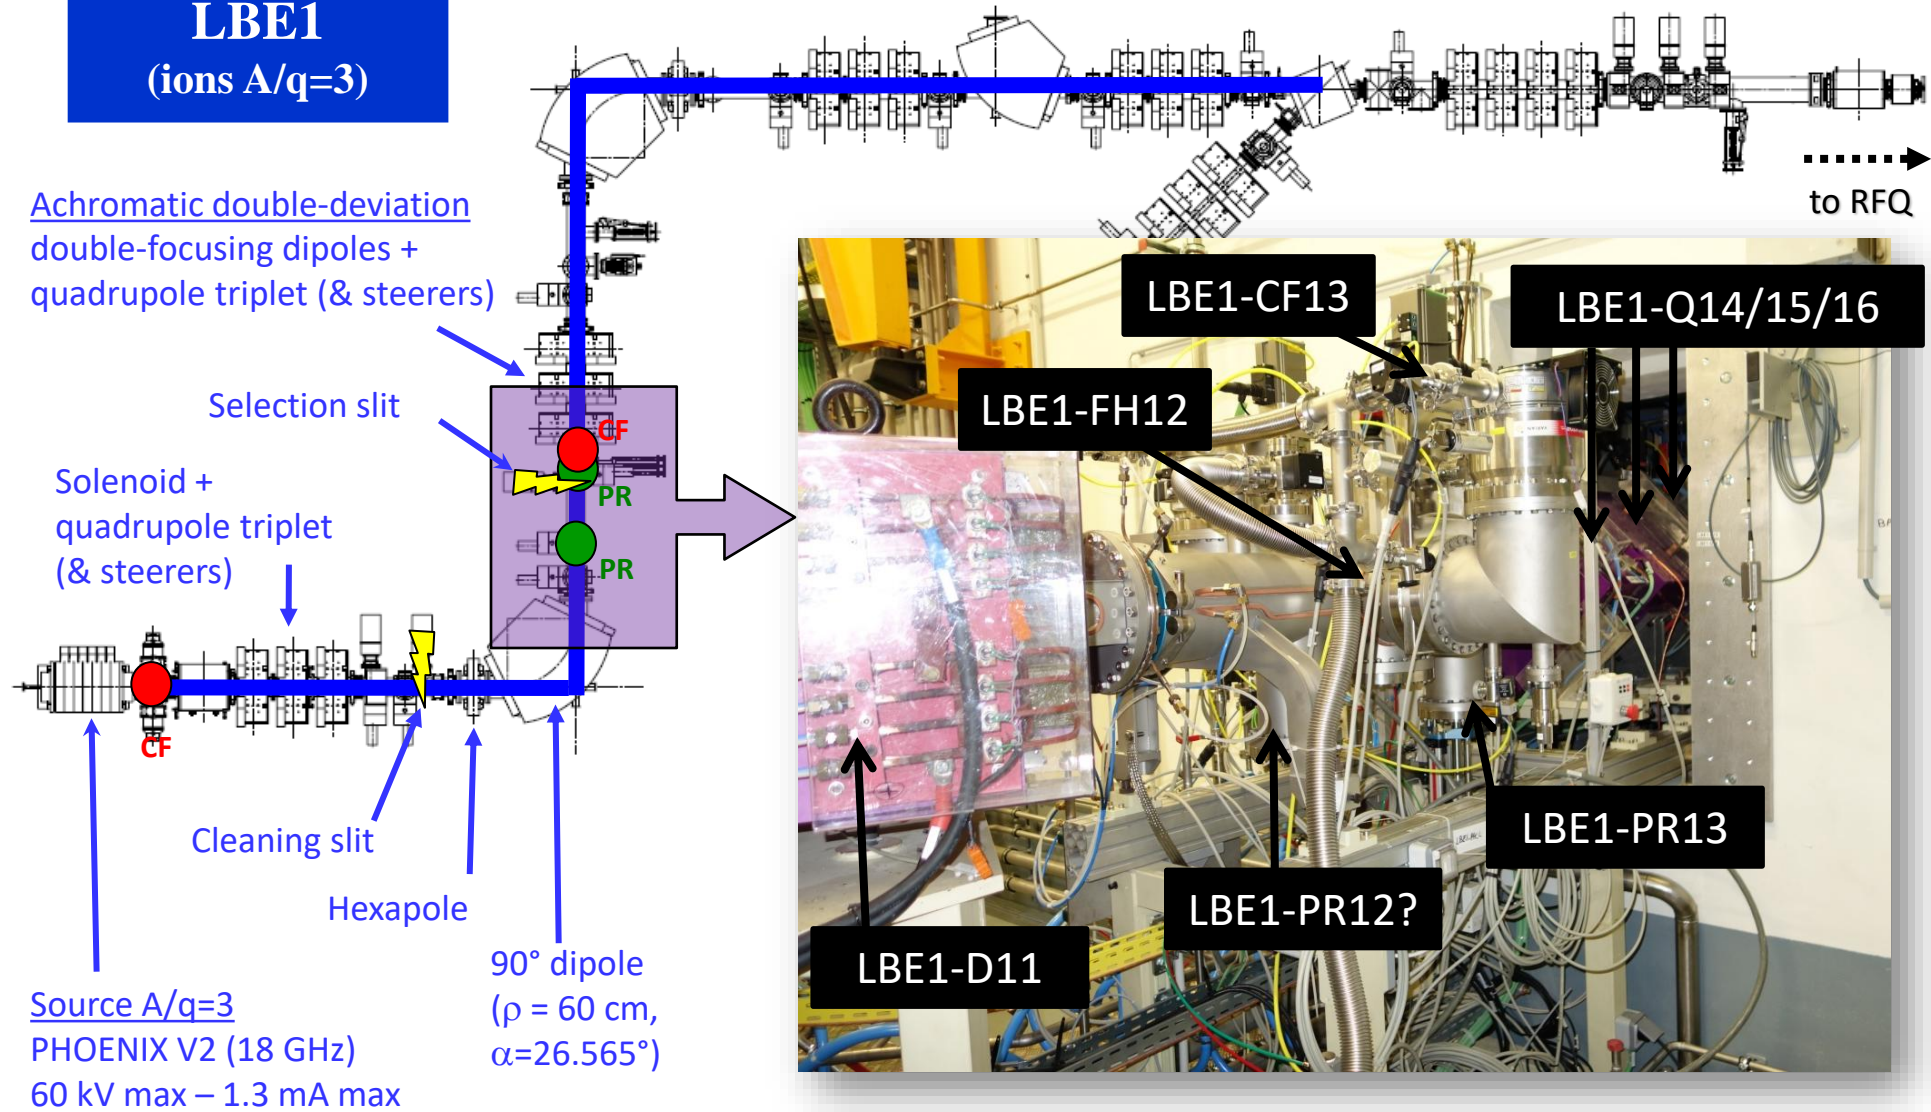 LBE1
(ions A/q=3)
to RFQ
Achromatic double-deviation
double-focusing dipoles +
quadrupole triplet (& steerers)
Selection slit
Solenoid +
quadrupole triplet
(& steerers)
CF
PR
PR
CF
Cleaning slit
Hexapole
90° dipole
(ρ = 60 cm,
α=26.565°)
Source A/q=3
PHOENIX V2 (18 GHz)
60 kV max – 1.3 mA max
LBE1-CF13
LBE1-Q14/15/16
LBE1-FH12
LBE1-PR13
LBE1-PR12?
LBE1-D11